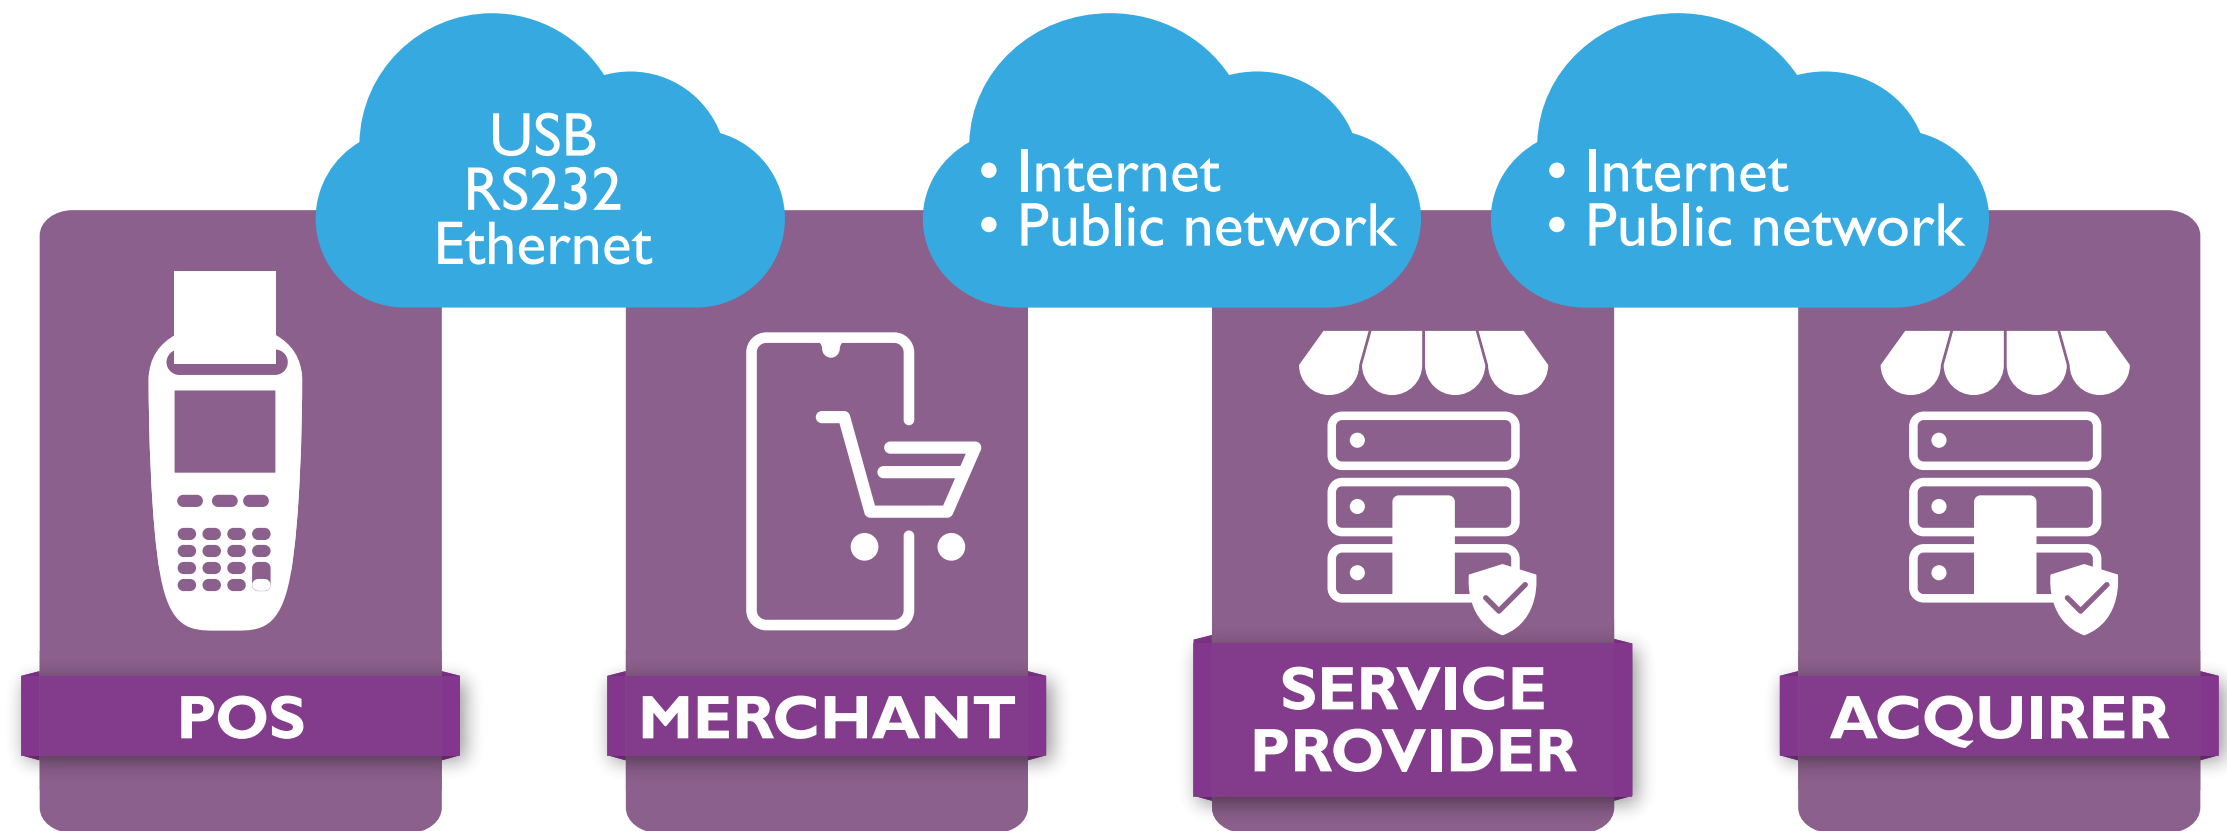 USB
RS232
Ethernet
• Internet
• Public network
• Internet
• Public network
POS
MERCHANT
SERVICE
PROVIDER
ACQUIRER